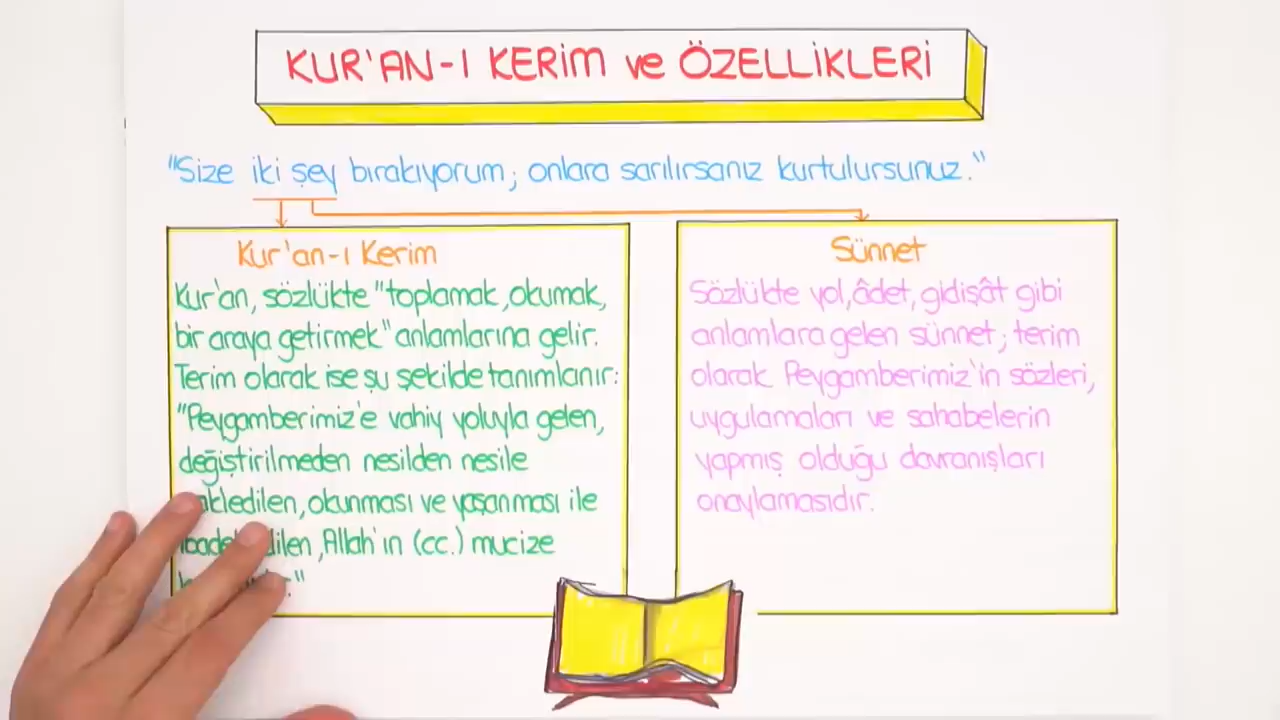 KUR'AN-I KERİM ve ÖZELLİKLERİ
"Size iki şey bırakıyorum; onlara sarılırsanız kurtulursunuz."
Kur'an-ı Kerim
Kur'an, sözlükte "toplamak, okumak,
bir araya getirmek" anlamlarına gelir.
Terim olarak ise şu şekilde tanımlanır:
"Peygamberimiz'e vahiy yoluyla gelen,
değiştirilmeden nesilden nesile
okunması ve yaşanması ile
Allah'ın (cc.) mucize
Sünnet
Sözlükte yol, âdet, gidişât gibi
anlamlara gelen sünnet; terim
olarak Peygamberimiz'in sözleri,
uygulamaları ve sahabelerin
yapmış olduğu davranışları
onaylamasıdır.